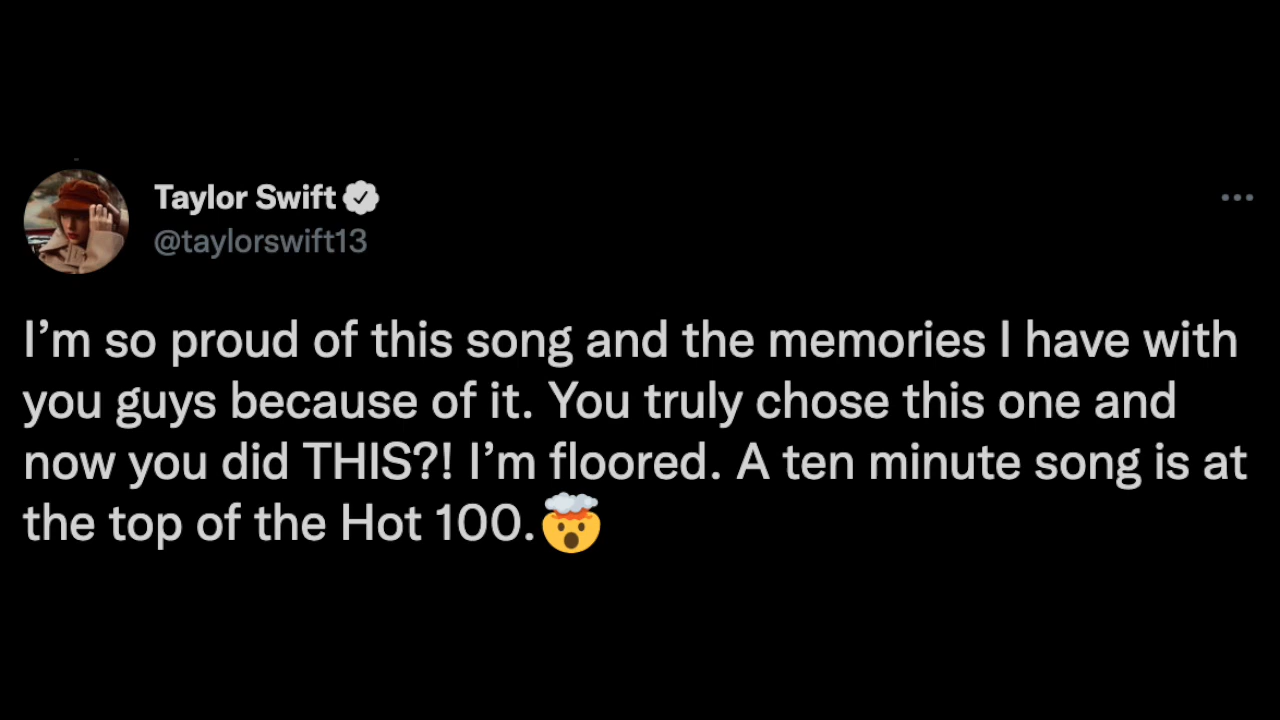 Taylor Swift
@taylorswift13
I’m so proud of this song and the memories I have with
you guys because of it. You truly chose this one and
now you did THIS?! I’m floored. A ten minute song is at
the top of the Hot 100.🤯